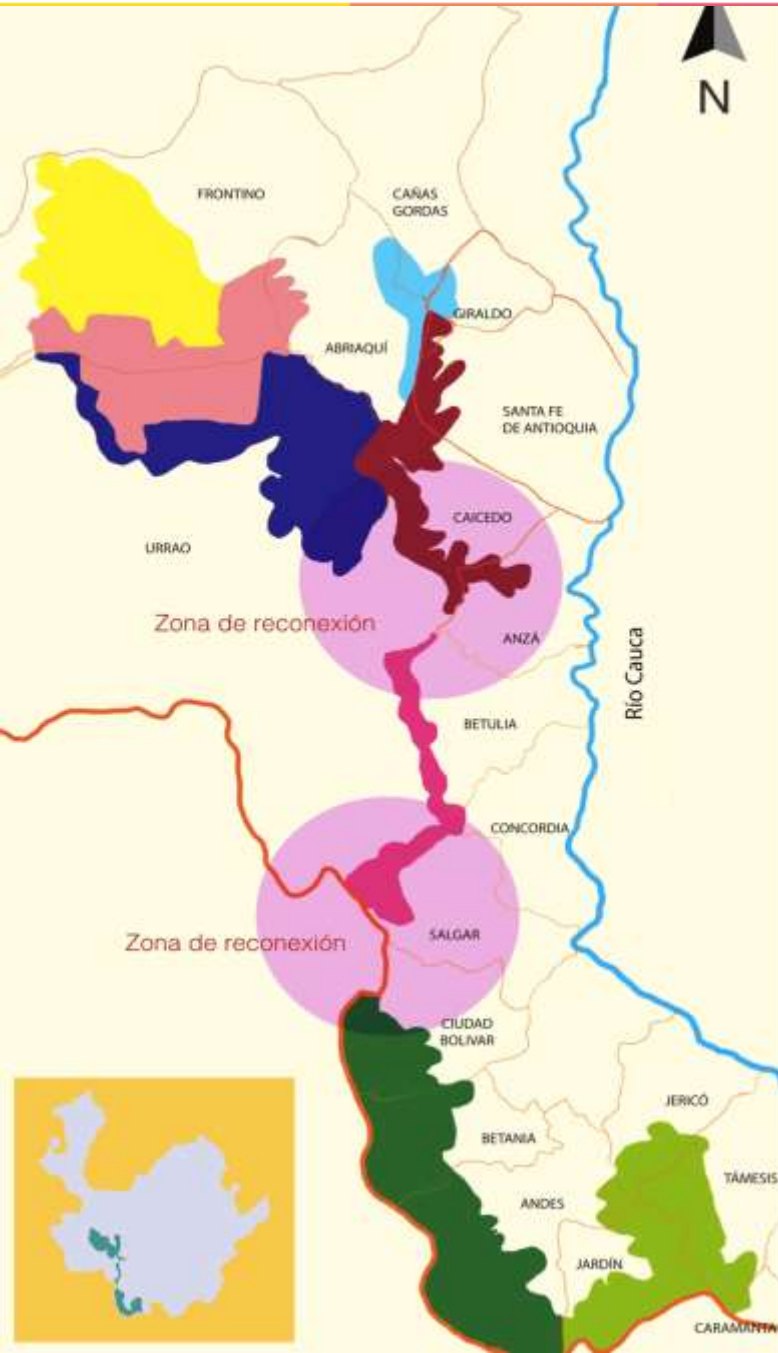 N
FRONTINO
CAÑAS
GORDAS
GIRALDO
ABRIAQUÍ
SANTA FE
DE ANTIOQUIA
CAICEDO
URRAO
Zona de reconexión
ANZÁ
Río Cauca
BETULIA
CONCORDIA
Zona de reconexión
SALGAR
CIUDAD
BOLIVAR
JERICÓ
BETANIA
TÁMESIS
ANDES
JARDÍN
CARAMANTA